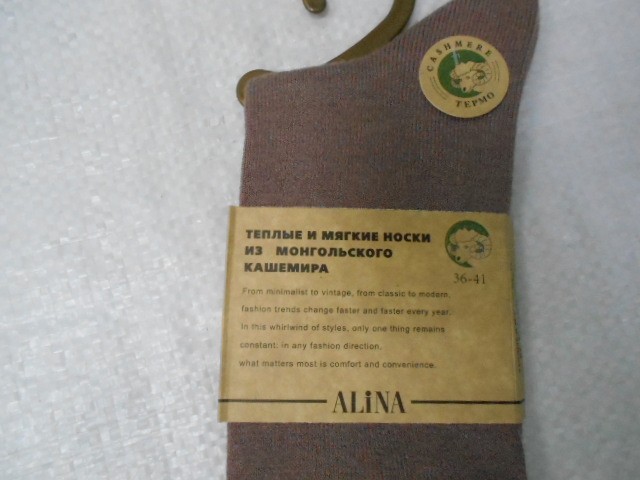 CASHMERE
ТЕРМО
ТЕПЛЫЕ И МЯГКИЕ НОСКИ
ИЗ МОНГОЛЬСКОГО
КАШЕМИРА
36-41
From minimalist to vintage, from classic to modern,
fashion trends change faster and faster every year.
In this whirlwind of styles, only one thing remains
constant: in any fashion direction,
what matters most is comfort and convenience.
ALiNA